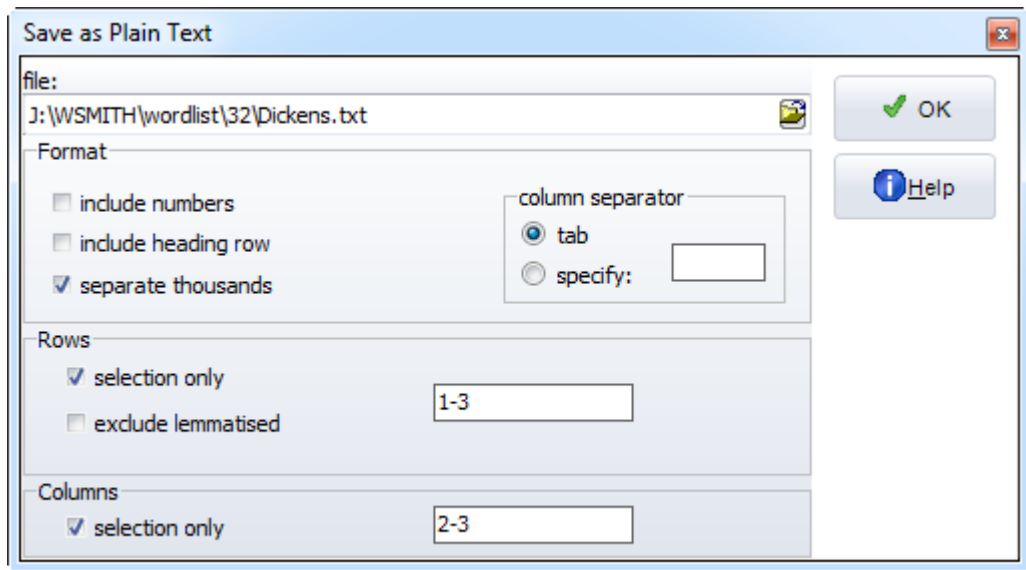 Save as Plain Text
file:
J:\WSMITH\wordlist\32\Dickens.txt
OK
Help
Format
include numbers
include heading row
separate thousands
column separator
tab
specify:
Rows
selection only
exclude lemmatised
1-3
Columns
selection only
2-3